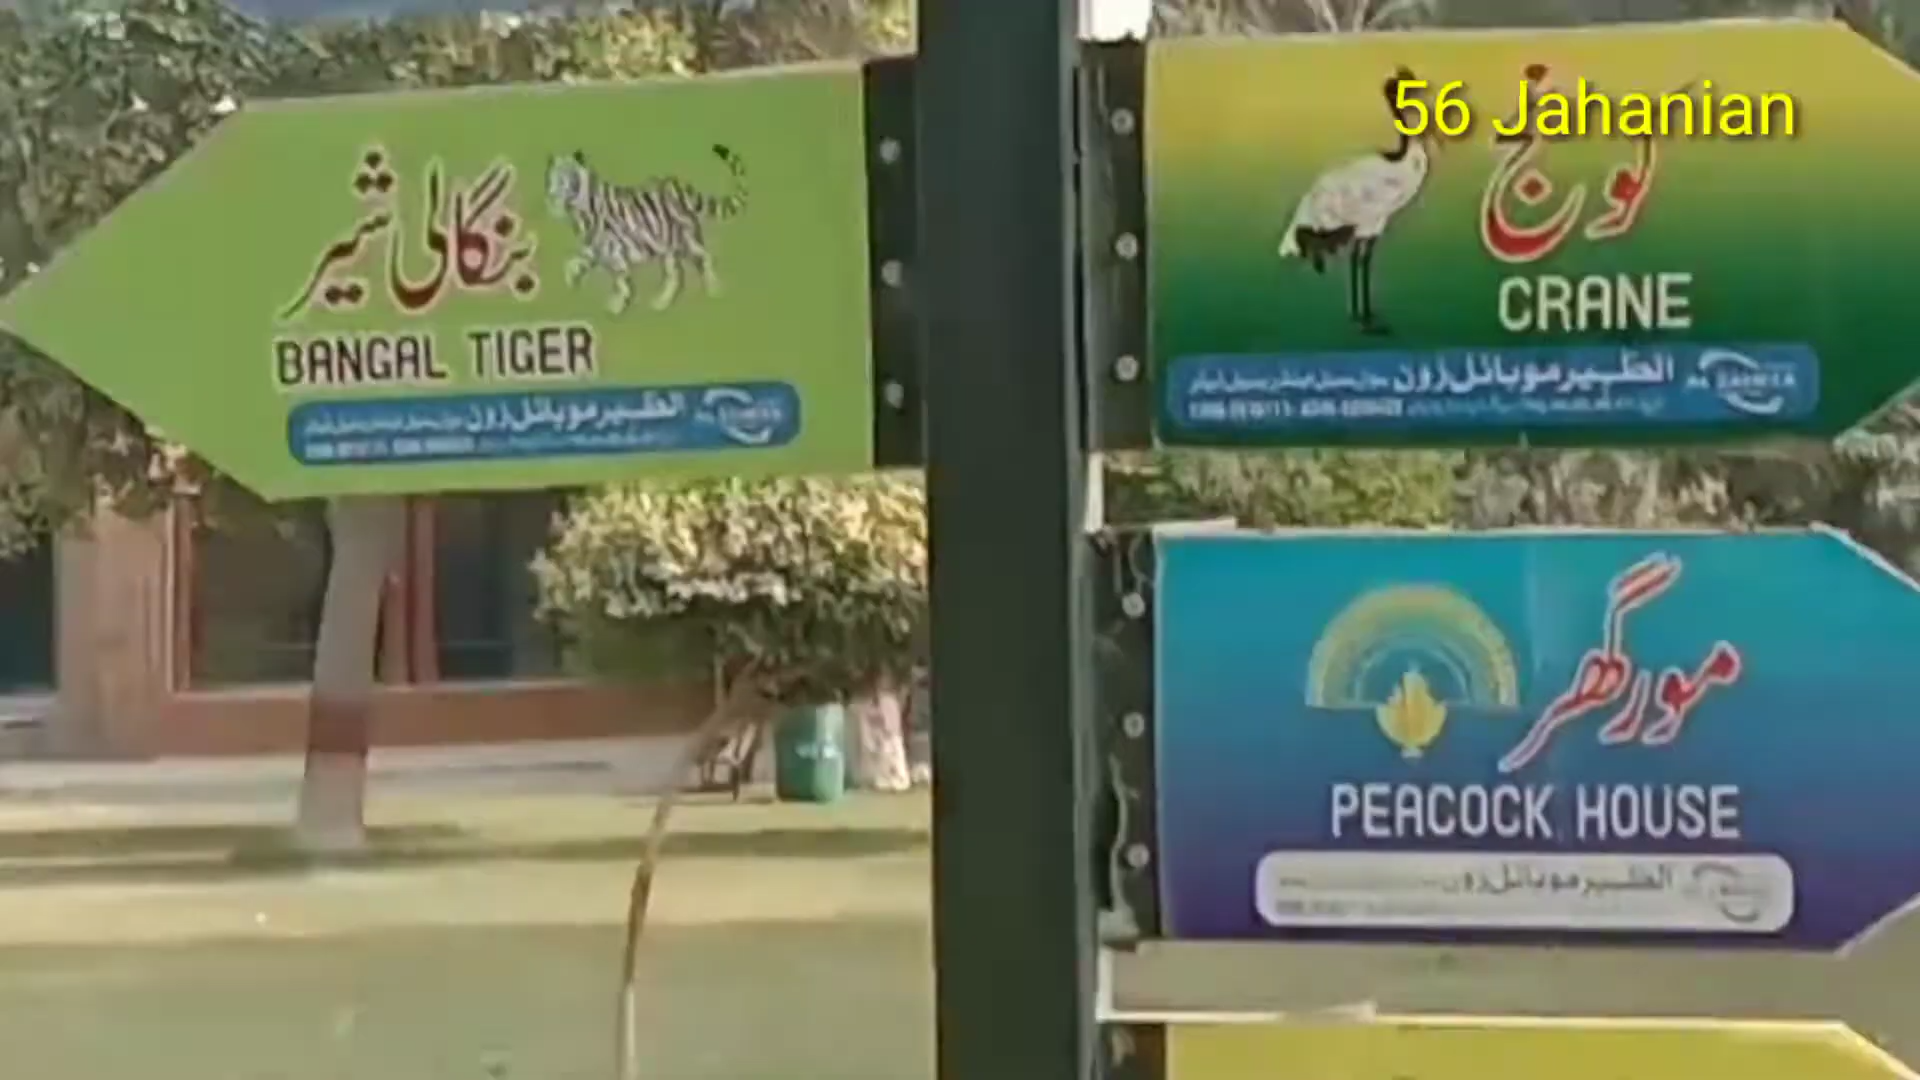 56 Jahanian
بنگالی شیر
BANGAL TIGER
الظہیر موبائل زون
کونج
CRANE
الظہیر موبائل زون
مور گھر
PEACOCK HOUSE
الظہیر موبائل زون